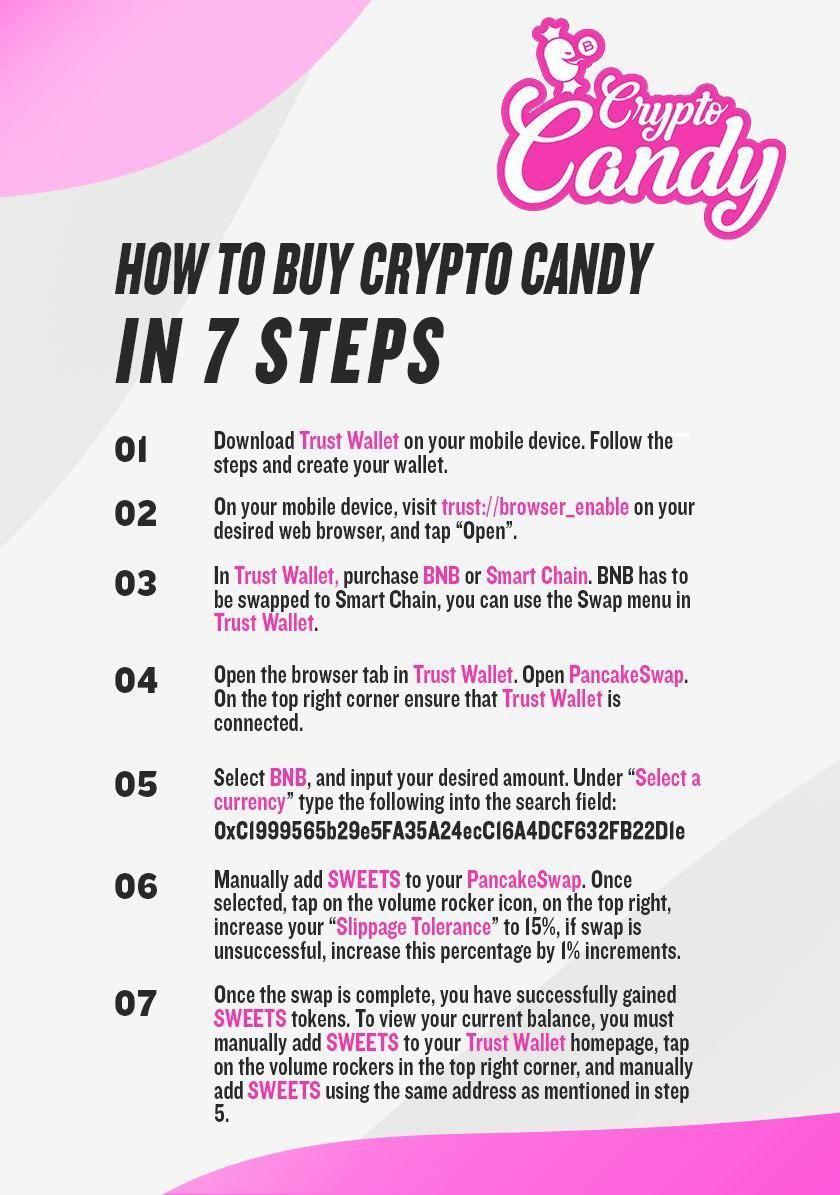 B
Crypto
Candy
HOW TO BUY CRYPTO CANDY
IN 7 STEPS
01
Download Trust Wallet on your mobile device. Follow the
steps and create your wallet.
02
On your mobile device, visit trust://browser_enable on your
desired web browser, and tap “Open”.
03
In Trust Wallet, purchase BNB or Smart Chain. BNB has to
be swapped to Smart Chain, you can use the Swap menu in
Trust Wallet.
04
Open the browser tab in Trust Wallet. Open PancakeSwap.
On the top right corner ensure that Trust Wallet is
connected.
05
Select BNB, and input your desired amount. Under “Select a
currency” type the following into the search field:
0xC1999565b29e5FA35A24ecC16A4DCF632FB22D1e
06
Manually add SWEETS to your PancakeSwap. Once
selected, tap on the volume rocker icon, on the top right,
increase your “Slippage Tolerance” to 15%, if swap is
unsuccessful, increase this percentage by 1% increments.
07
Once the swap is complete, you have successfully gained
SWEETS tokens. To view your current balance, you must
manually add SWEETS to your Trust Wallet homepage, tap
on the volume rockers in the top right corner, and manually
add SWEETS using the same address as mentioned in step
5.